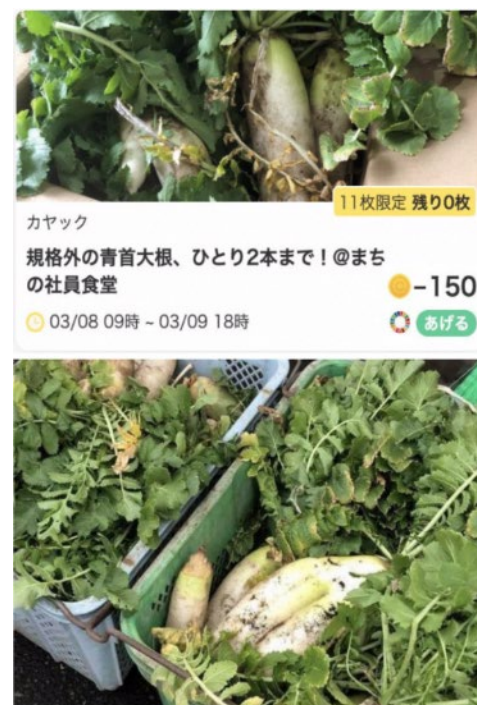 11枚限定 残り0枚
カヤック
規格外の青首大根、ひとり2本まで！@まち
の社員食堂
-150
03/08 09時 ~ 03/09 18時
あげる